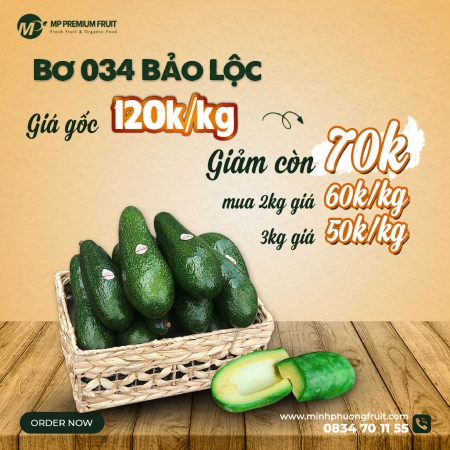 MP
MP PREMIUM FRUIT
Fresh Fruit & Organic Food
BƠ 034 BẢO LỘC
Giá gốc 120k/kg
Giảm còn 70k
mua 2kg giá 60k/kg
3kg giá 50k/kg
ORDER NOW
www.minhphuongfruit.com
0834 70 11 55